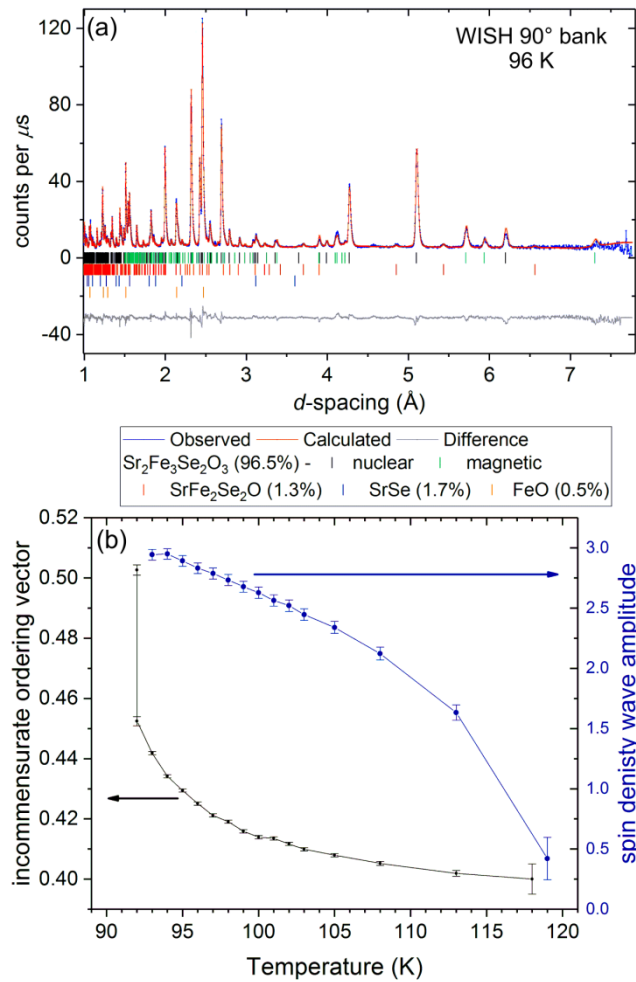 (a)
WISH 90° bank
96 K
counts per μs
120
80
40
0
-40
1 2 3 4 5 6 7
d-spacing (Å)
Observed Calculated Difference
Sr2Fe3Se2O3 (96.5%) - | nuclear | magnetic
| SrFe2Se2O (1.3%) | SrSe (1.7%) | FeO (0.5%)
(b)
incommensurate ordering vector
0.52
0.50
0.48
0.46
0.44
0.42
0.40
spin denisty wave amplitude
3.0
2.5
2.0
1.5
1.0
0.5
0.0
90 95 100 105 110 115 120
Temperature (K)